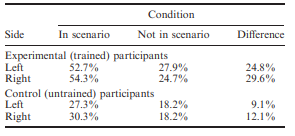 Condition
Side In scenario Not in scenario Difference
Experimental (trained) participants
Left 52.7% 27.9% 24.8%
Right 54.3% 24.7% 29.6%
Control (untrained) participants
Left 27.3% 18.2% 9.1%
Right 30.3% 18.2% 12.1%